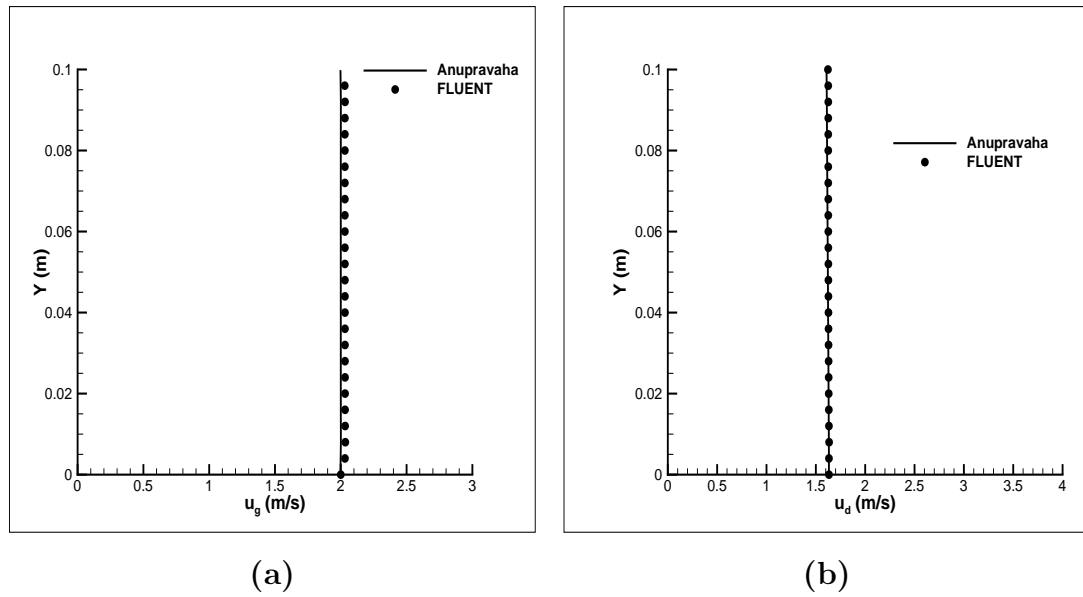 Anupravaha
FLUENT
0.1
0.08
0.06
0.04
0.02
0
Y (m)
0 0.5 1 1.5 2 2.5 3
u_g (m/s)
(a)
Anupravaha
FLUENT
0.1
0.08
0.06
0.04
0.02
0
Y (m)
0 0.5 1 1.5 2 2.5 3 3.5 4
u_d (m/s)
(b)